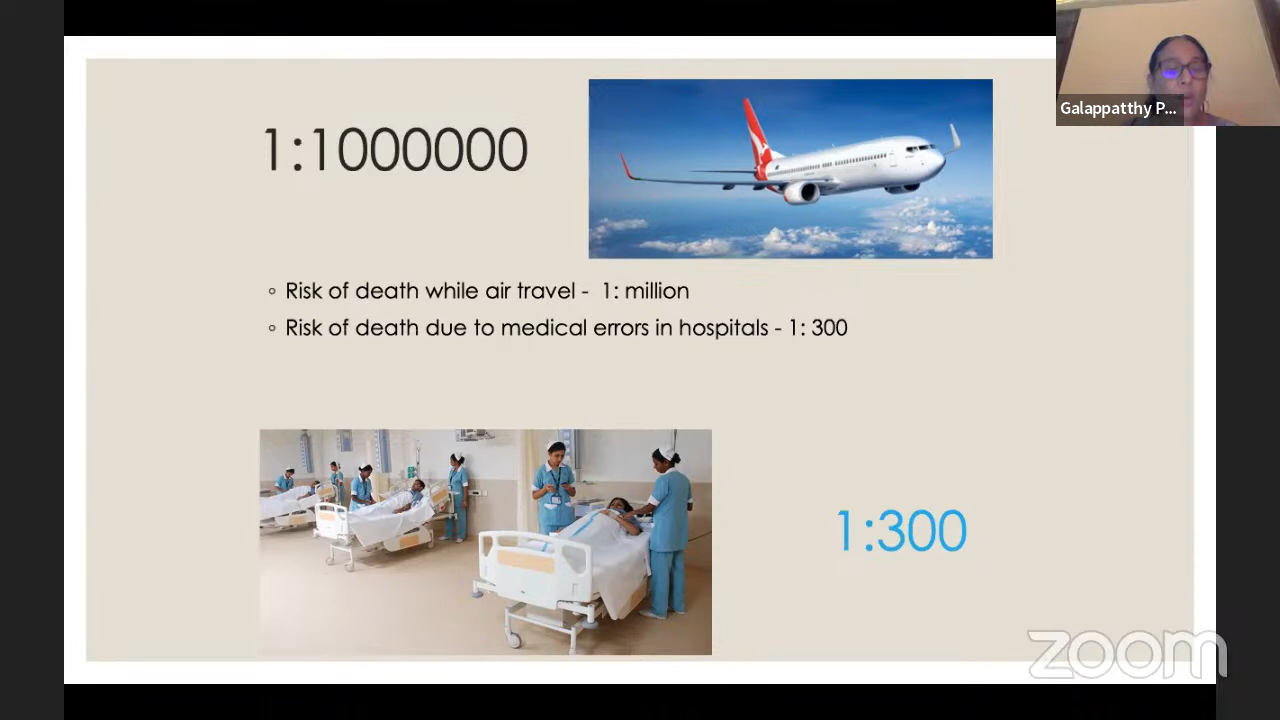 Galappatthy P...
1:1000000
Risk of death while air travel - 1: million
Risk of death due to medical errors in hospitals - 1: 300
1:300
zoom